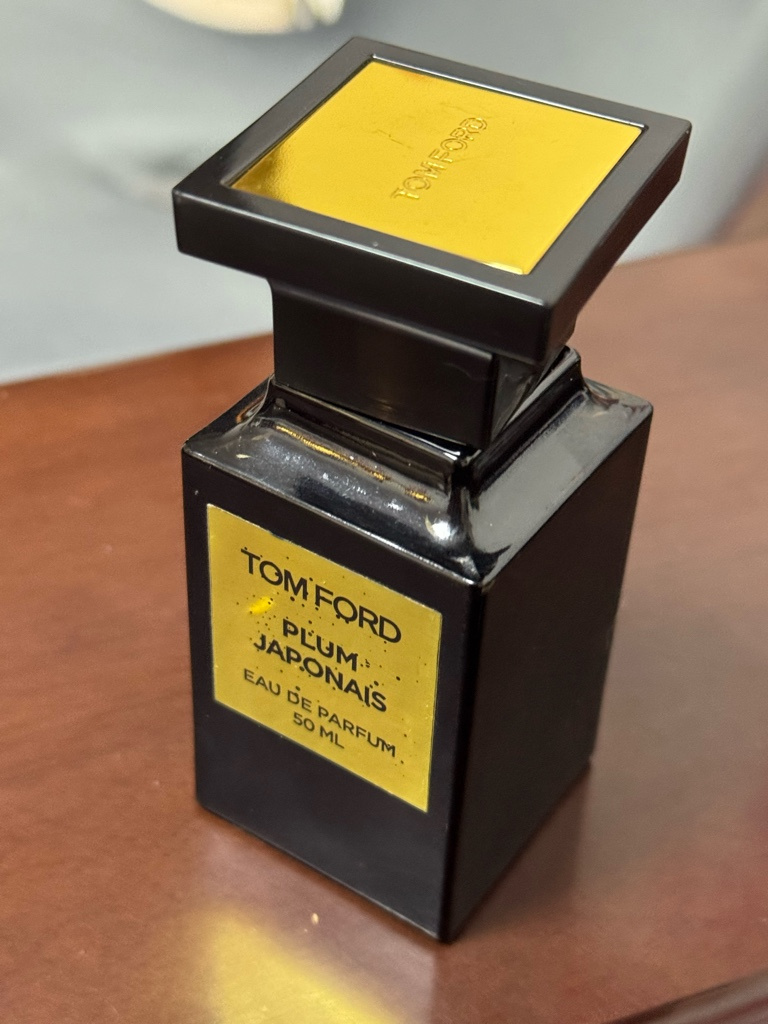 TOM FORD
TOM FORD
PLUM
JAPONAIS
EAU DE PARFUM
50 ML